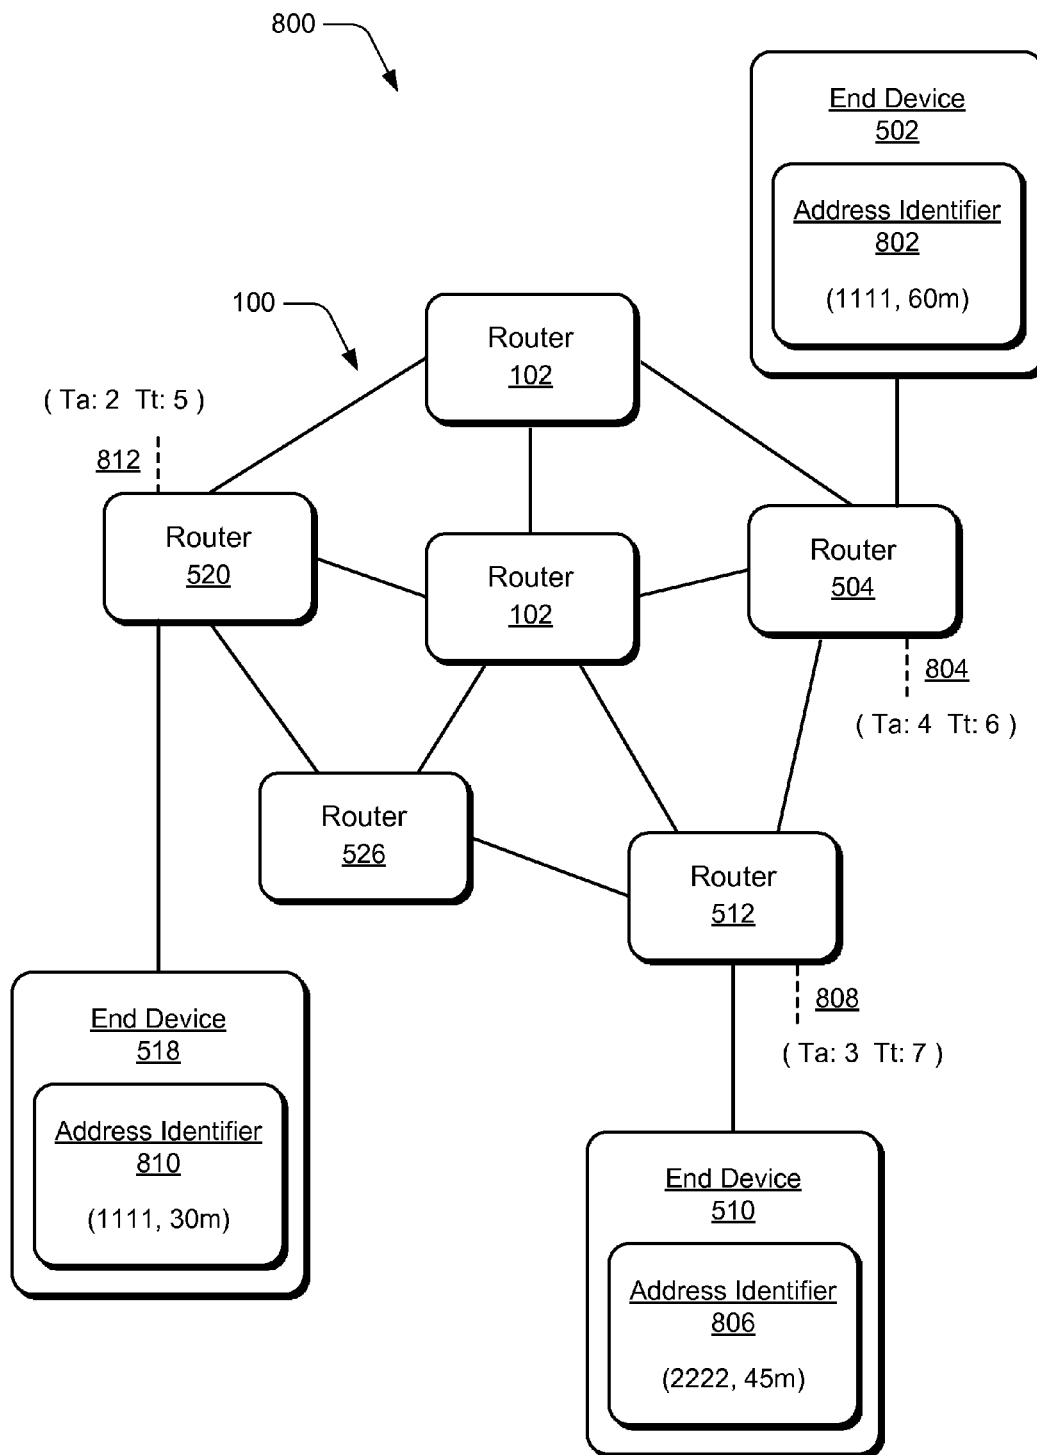 800
End Device
502
Address Identifier
802
(1111, 60m)
100
Router
102
( Ta: 2 Tt: 5 )
812
Router
520
Router
102
Router
504
804
( Ta: 4 Tt: 6 )
Router
526
Router
512
808
( Ta: 3 Tt: 7 )
End Device
518
Address Identifier
810
(1111, 30m)
End Device
510
Address Identifier
806
(2222, 45m)